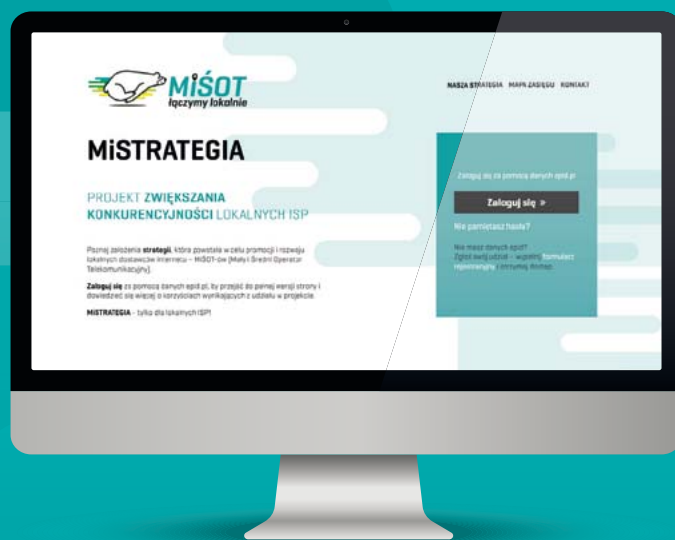 MiŚOT
łączymy lokalnie
NASZA STRATEGIA MAPA ZASIĘGU KONTAKT
MiSTRATEGIA
PROJEKT ZWIĘKSZANIA
KONKURENCYJNOŚCI LOKALNYCH ISP
Poznaj założenia strategii, która powstała w celu promocji i rozwoju
lokalnych dostawców internetu – MiŚOT-ów (Mały i Średni Operator
Telekomunikacyjny).
Zaloguj się za pomocą danych epid.pl, by przejść do pełnej wersji strony i
dowiedzieć się więcej o korzyściach wynikających z udziału w projekcie.
MiSTRATEGIA - tylko dla lokalnych ISP!
Zaloguj się za pomocą danych epid.pl
Zaloguj się »
Nie pamiętasz hasła?
Nie masz danych epid?
Zgłoś swój udział – wypełnij formularz
rejestracyjny i otrzymaj dostęp.